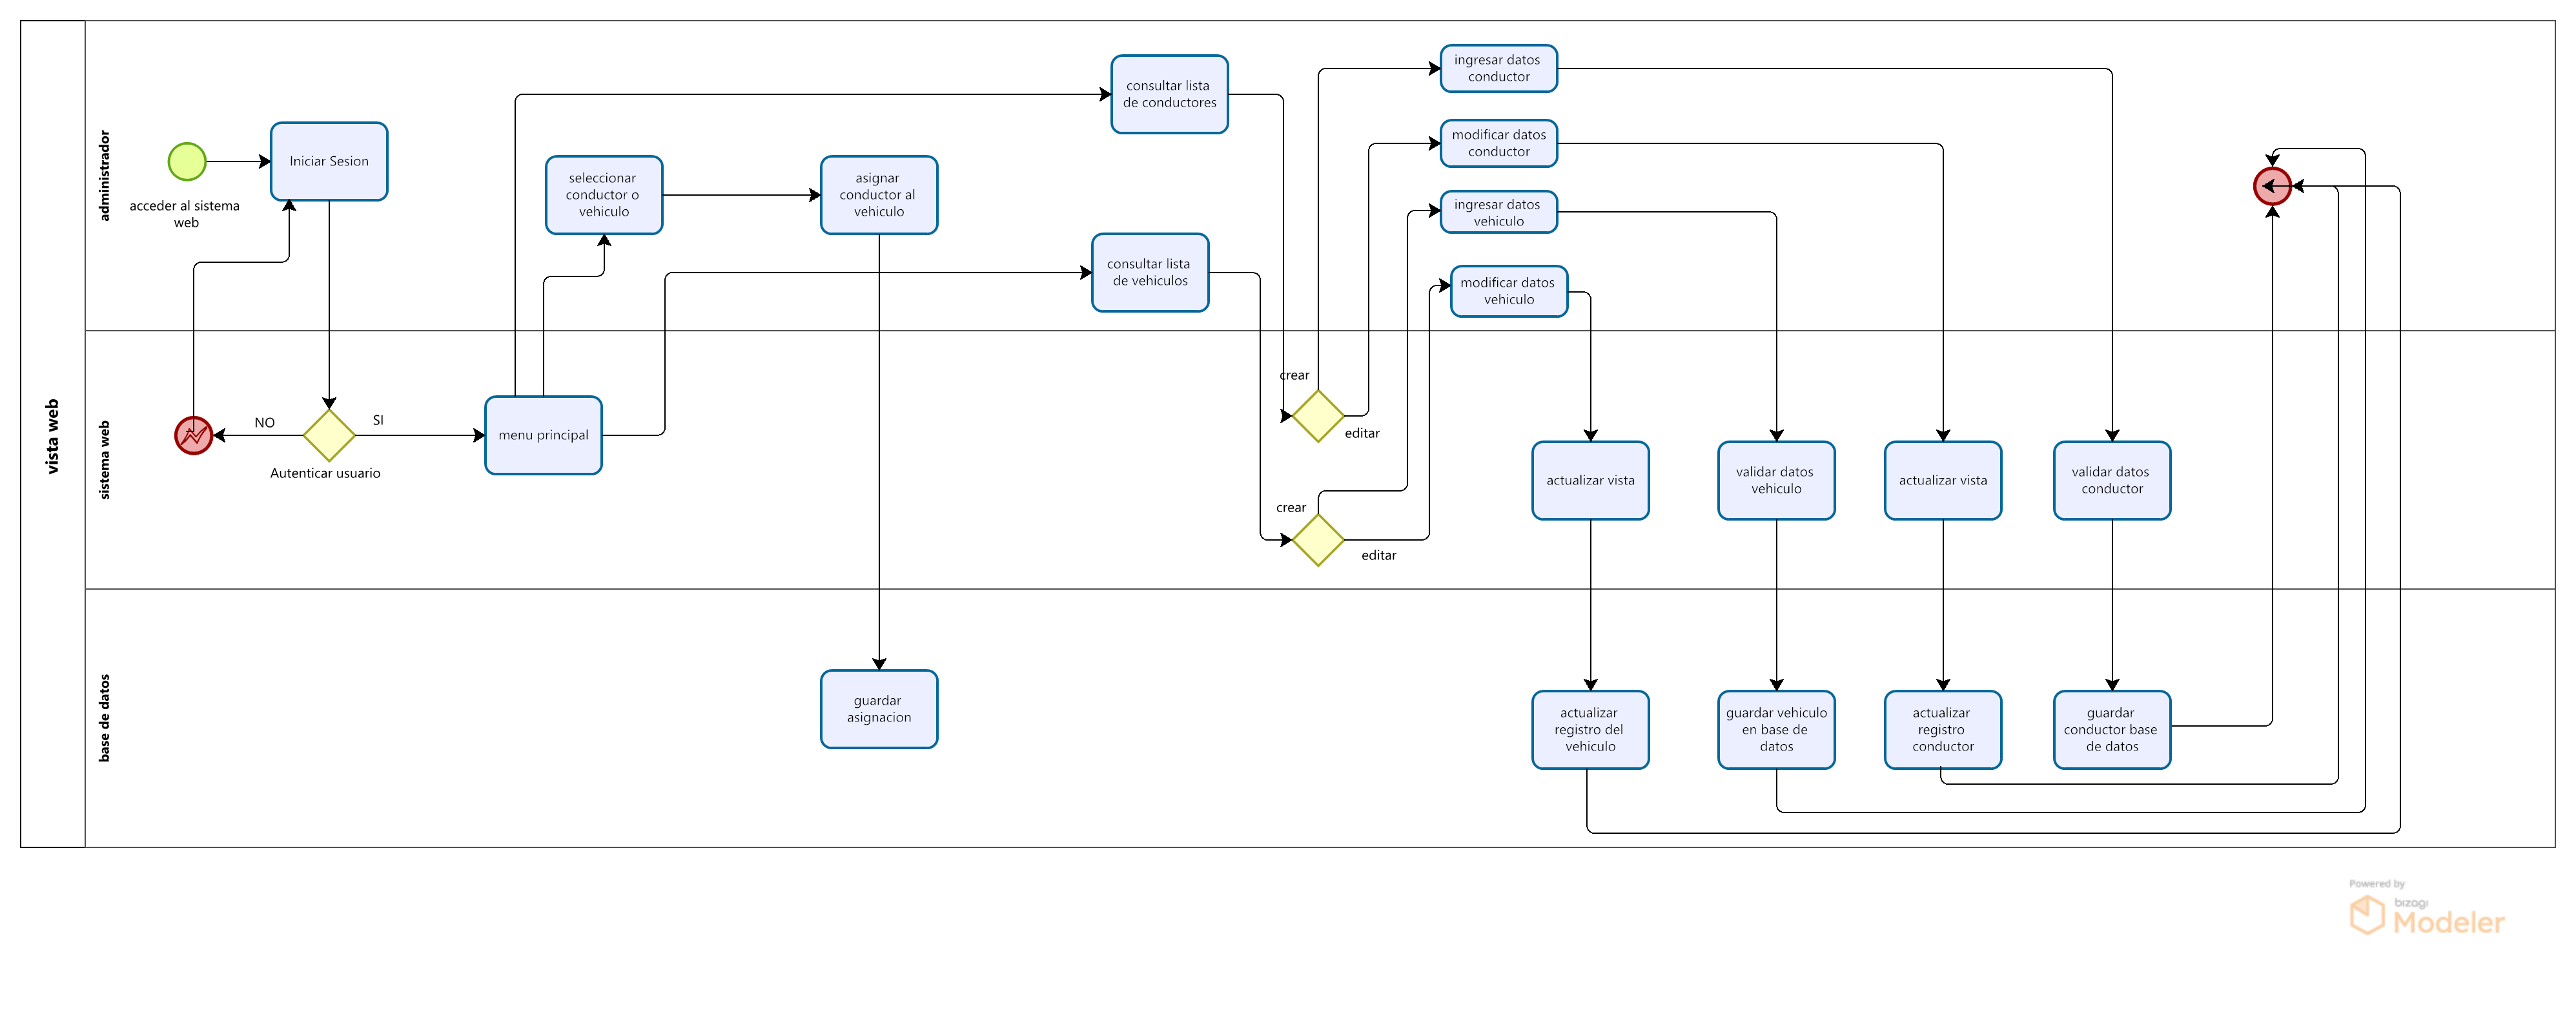 vista web
administrador
acceder al sistema
web
Iniciar Sesion
seleccionar
conductor o
vehiculo
asignar
conductor al
vehiculo
consultar lista
de conductores
consultar lista
de vehiculos
ingresar datos
conductor
modificar datos
conductor
ingresar datos
vehiculo
modificar datos
vehiculo
sistema web
NO
SI
Autenticar usuario
menu principal
crear
editar
crear
editar
actualizar vista
validar datos
vehiculo
actualizar vista
validar datos
conductor
base de datos
guardar
asignacion
actualizar
registro del
vehiculo
guardar vehiculo
en base de
datos
actualizar
registro
conductor
guardar
conductor base
de datos
Powered by
bizagi
Modeler